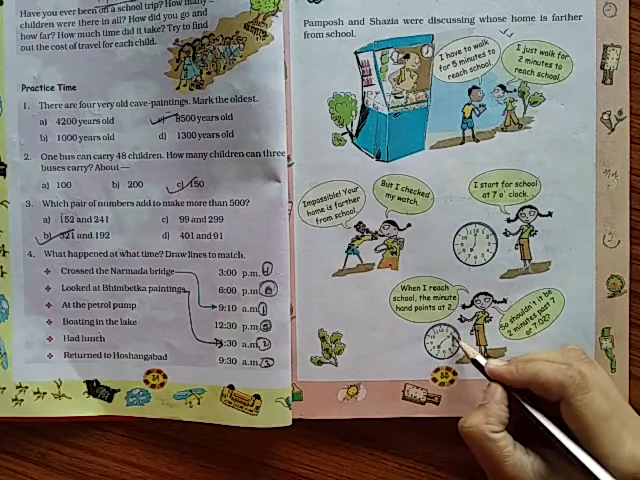 Have you ever been on a school trip? How many
children were there in all? How did you go and
how far? How much time did it take? Try to find
out the cost of travel for each child.
Practice Time
1. There are four very old cave-paintings. Mark the oldest.
a) 4200 years old
8500 years old
b) 1000 years old
d) 1300 years old
2. One bus can carry 48 children. How many children can three
buses carry? About —
a) 100 b) 200 c) 150
3. Which pair of numbers add to make more than 500?
a) 152 and 241 c) 99 and 299
b) 321 and 192 d) 401 and 91
4. What happened at what time? Draw lines to match.
Crossed the Narmada bridge 3:00 p.m.
Looked at Bhimbetka paintings 6:00 p.m.
At the petrol pump 9:10 a.m.
Boating in the lake 12:30 p.m.
Had lunch :30 a.m.
Returned to Hoshangabad 9:30 a.m.
54
Pamposh and Shazia were discussing whose home is farther
from school.
I have to walk
for 5 minutes to
reach school.
I just walk for
2 minutes to
reach school.
Impossible! Your
home is farther
from school.
But I checked
my watch.
I start for school
at 7 o' clock.
When I reach
school, the minute
hand points at 2.
So shouldn't it be
2 minutes past 7
or 7:02?
55